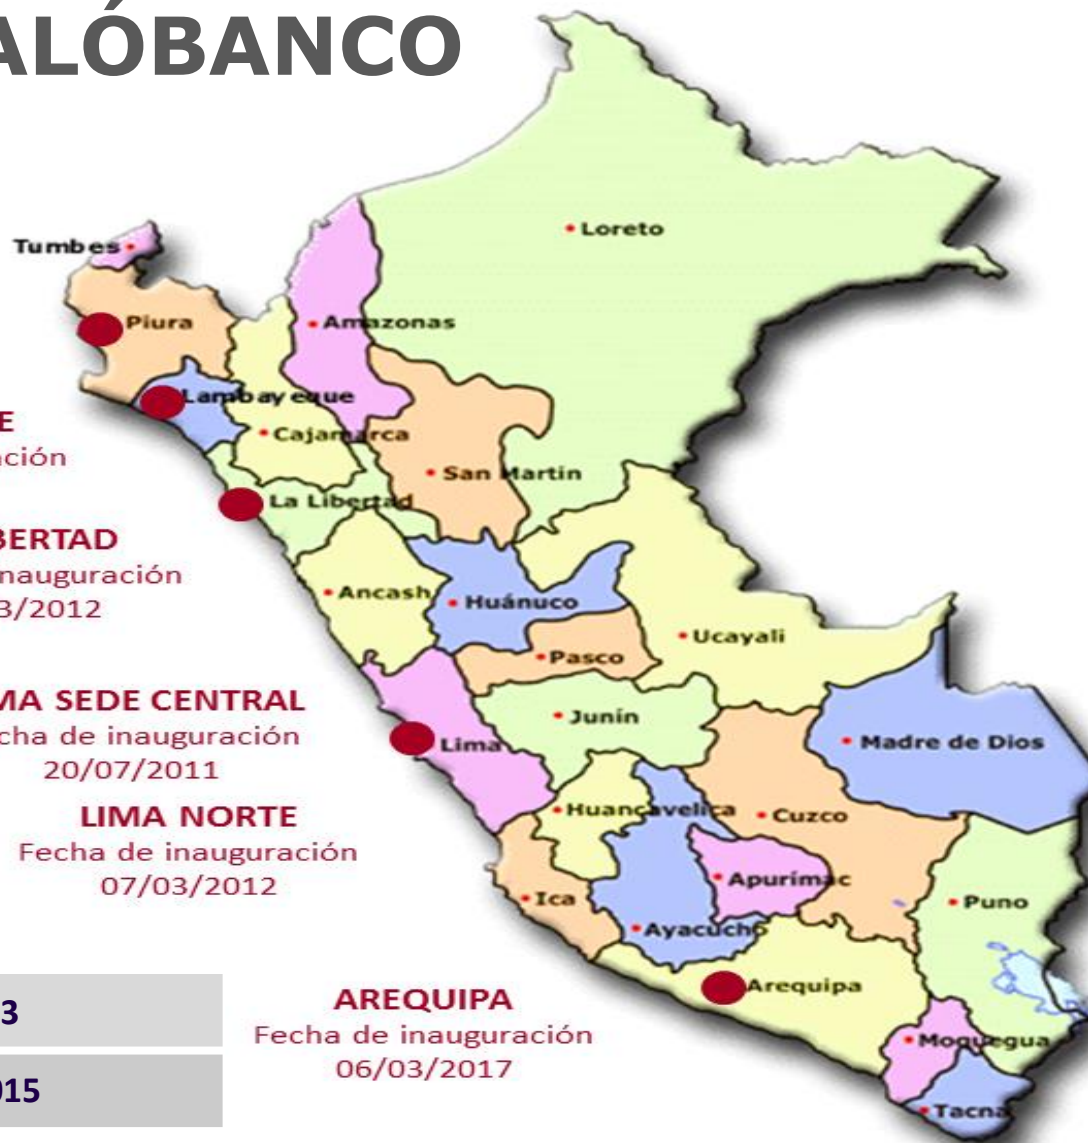 ALÓBANCO
Loreto
Tumbes
Piura
Amazonas
Lambayeque
E
ación
Cajamarca
San Martin
La Libertad
BERTAD
nauguración
3/2012
Ancash
Huánuco
Ucayali
Pasco
MA SEDE CENTRAL
cha de inauguración
20/07/2011
Junín
Lima
Madre de Dios
LIMA NORTE
Fecha de inauguración
07/03/2012
Huancavelica
Cuzco
Apurímac
Ica
Puno
Ayacucho
Arequipa
AREQUIPA
Fecha de inauguración
06/03/2017
3
015
Moquegua
Tacna